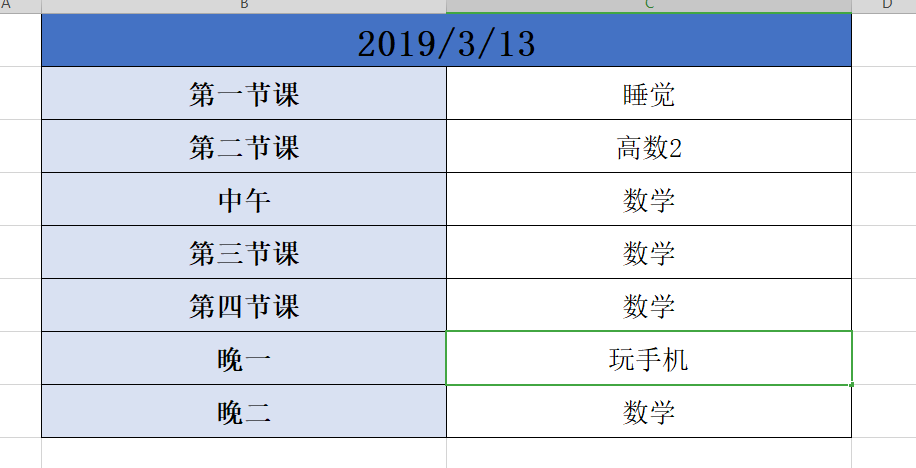 A B C D
2019/3/13
第一节课 睡觉
第二节课 高数2
中午 数学
第三节课 数学
第四节课 数学
晚一 玩手机
晚二 数学